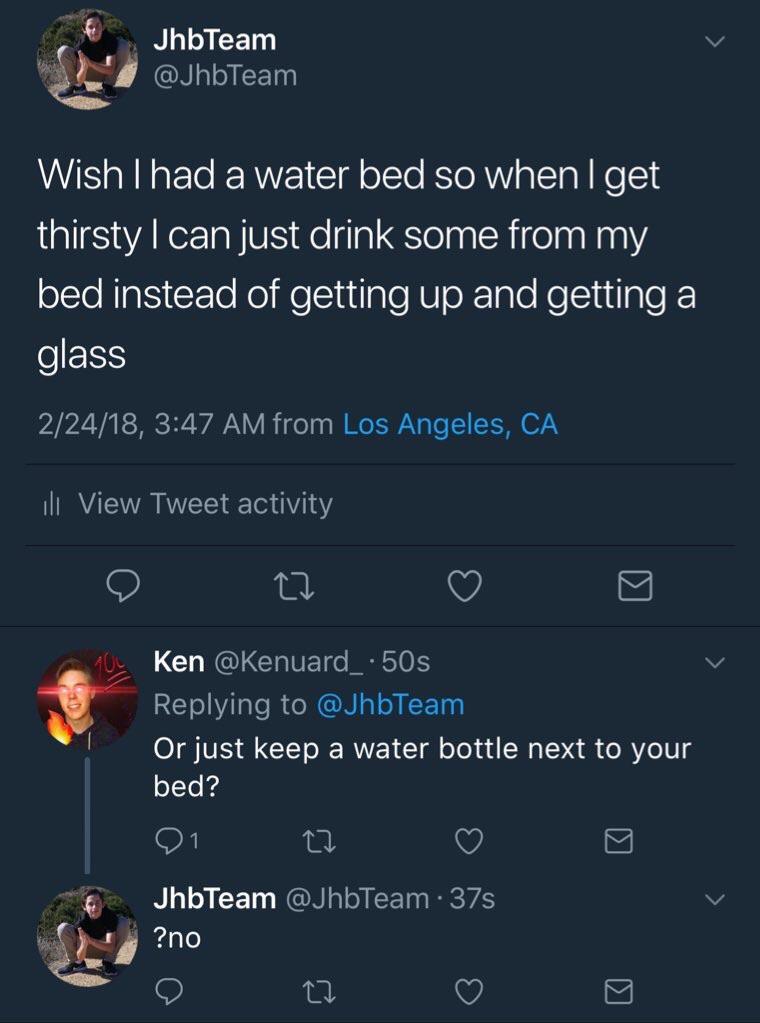 JhbTeam
@JhbTeam
Wish I had a water bed so when I get
thirsty I can just drink some from my
bed instead of getting up and getting a
glass
2/24/18, 3:47 AM from Los Angeles, CA
View Tweet activity
Ken @Kenuard_ · 50s
Replying to @JhbTeam
Or just keep a water bottle next to your
bed?
1
JhbTeam @JhbTeam · 37s
?no
100